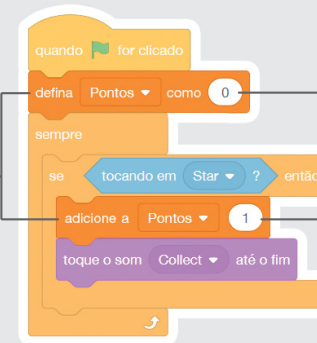 quando for clicado
defina Pontos como 0
sempre
se tocando em Star ? então
adicione a Pontos 1
toque o som Collect até o fim